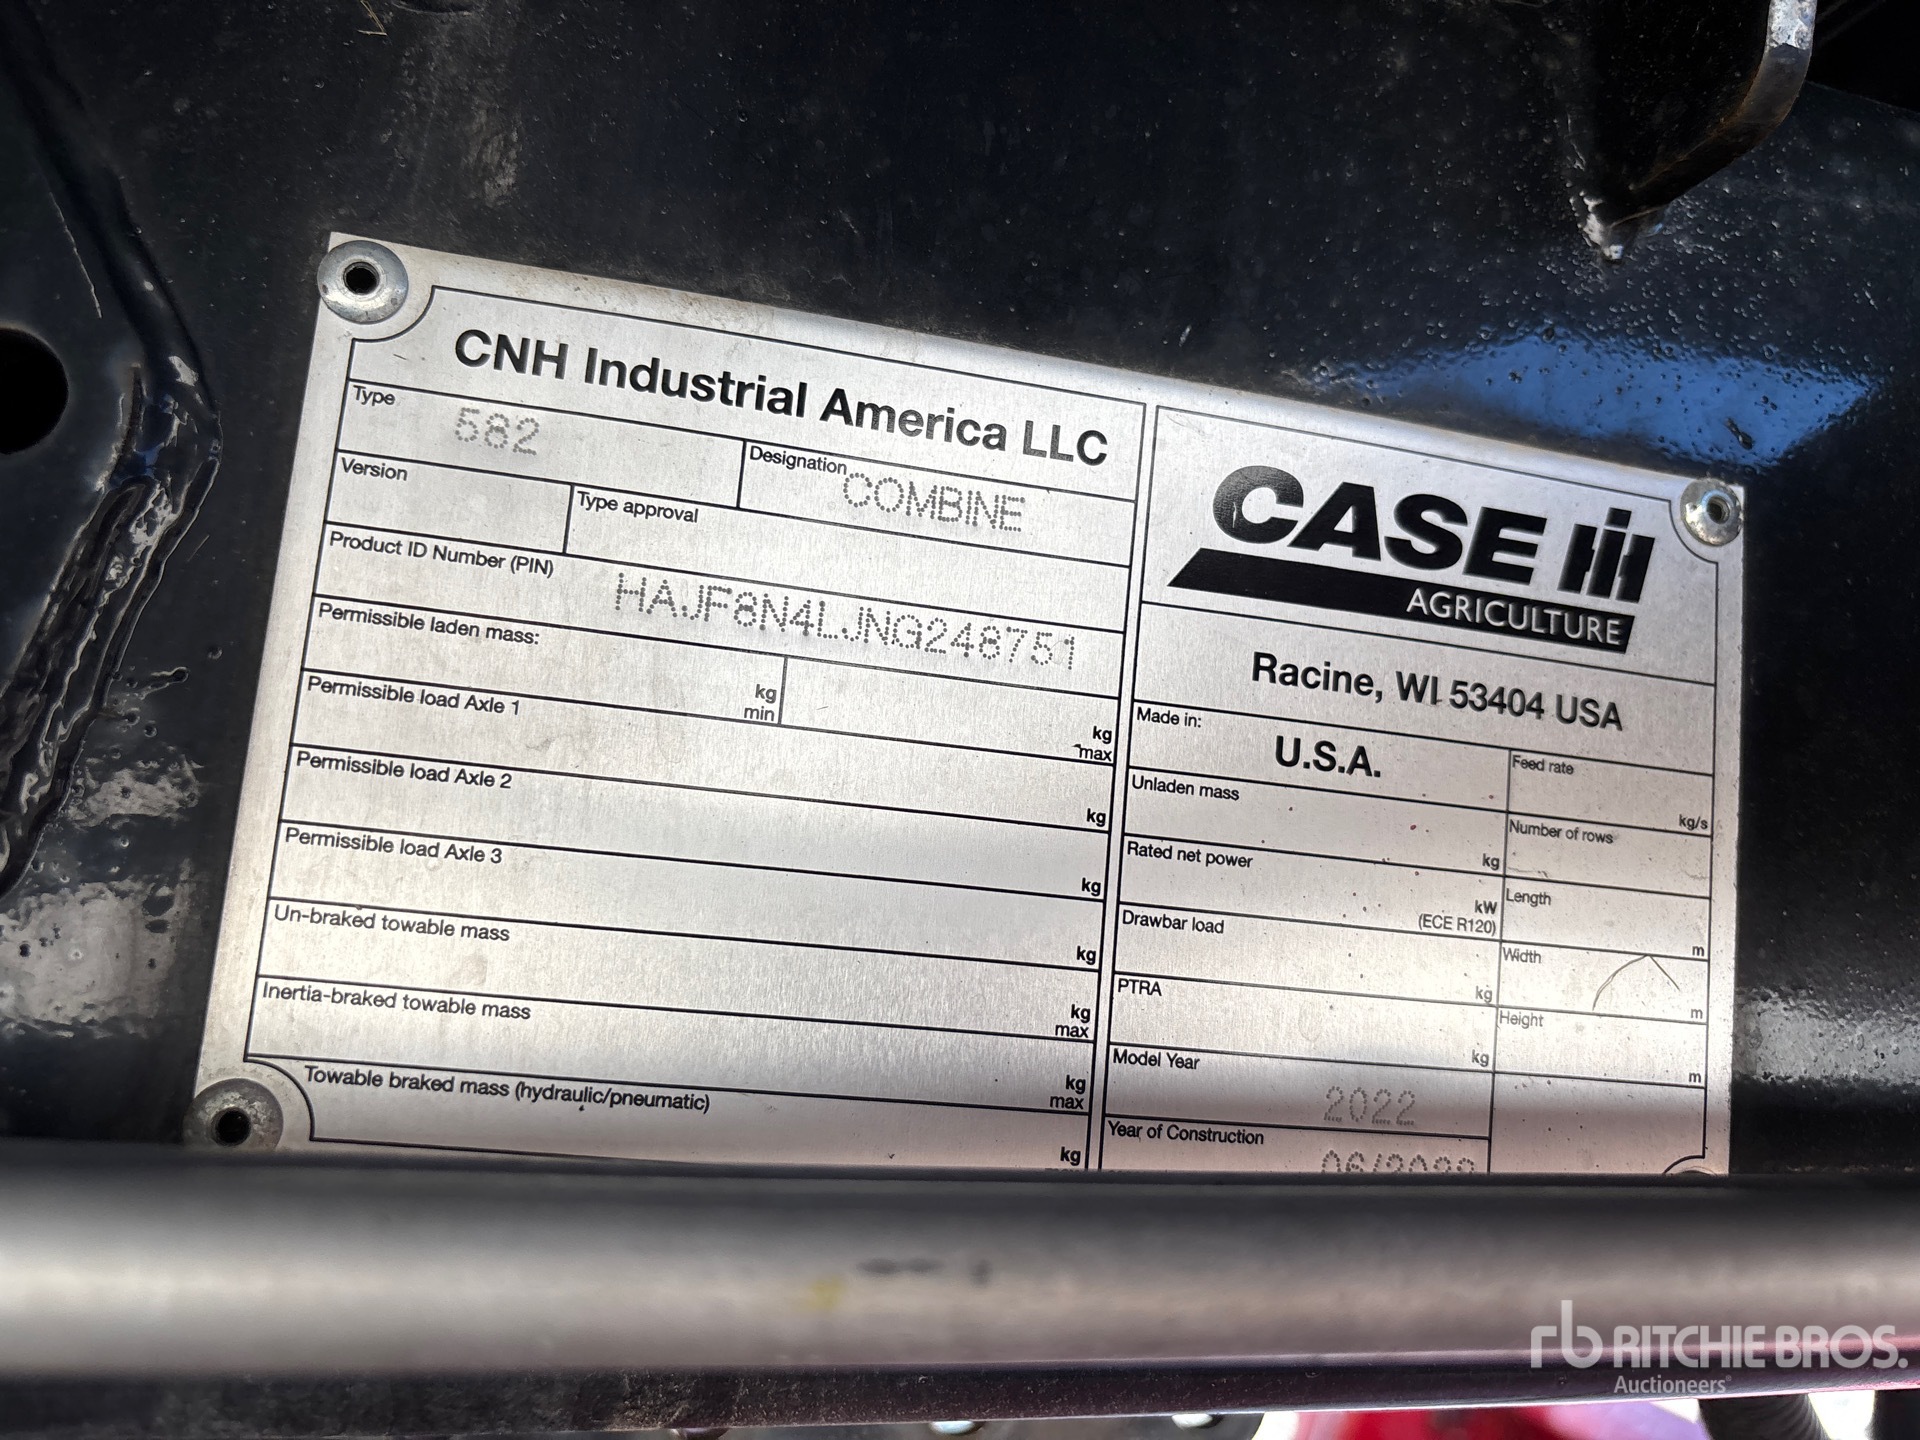 CNH Industrial America LLC
Type 582
Designation COMBINE
Version
Type approval
Product ID Number (PIN) HAJF8N4LJNG248751
Permissible laden mass:
kg
min
kg
max
Permissible load Axle 1
kg
Permissible load Axle 2
kg
Permissible load Axle 3
kg
Un-braked towable mass
kg
max
Inertia-braked towable mass
kg
max
Towable braked mass (hydraulic/pneumatic)
kg
CASE IH
AGRICULTURE
Racine, WI 53404 USA
Made in: U.S.A.
Feed rate
kg/s
Unladen mass
kg
Number of rows
Rated net power
kW
(ECE R120)
Length
m
Drawbar load
kg
Width
m
PTRA
kg
Height
m
Model Year 2022
Year of Construction 06/2022
rb RITCHIE BROS.
Auctioneers